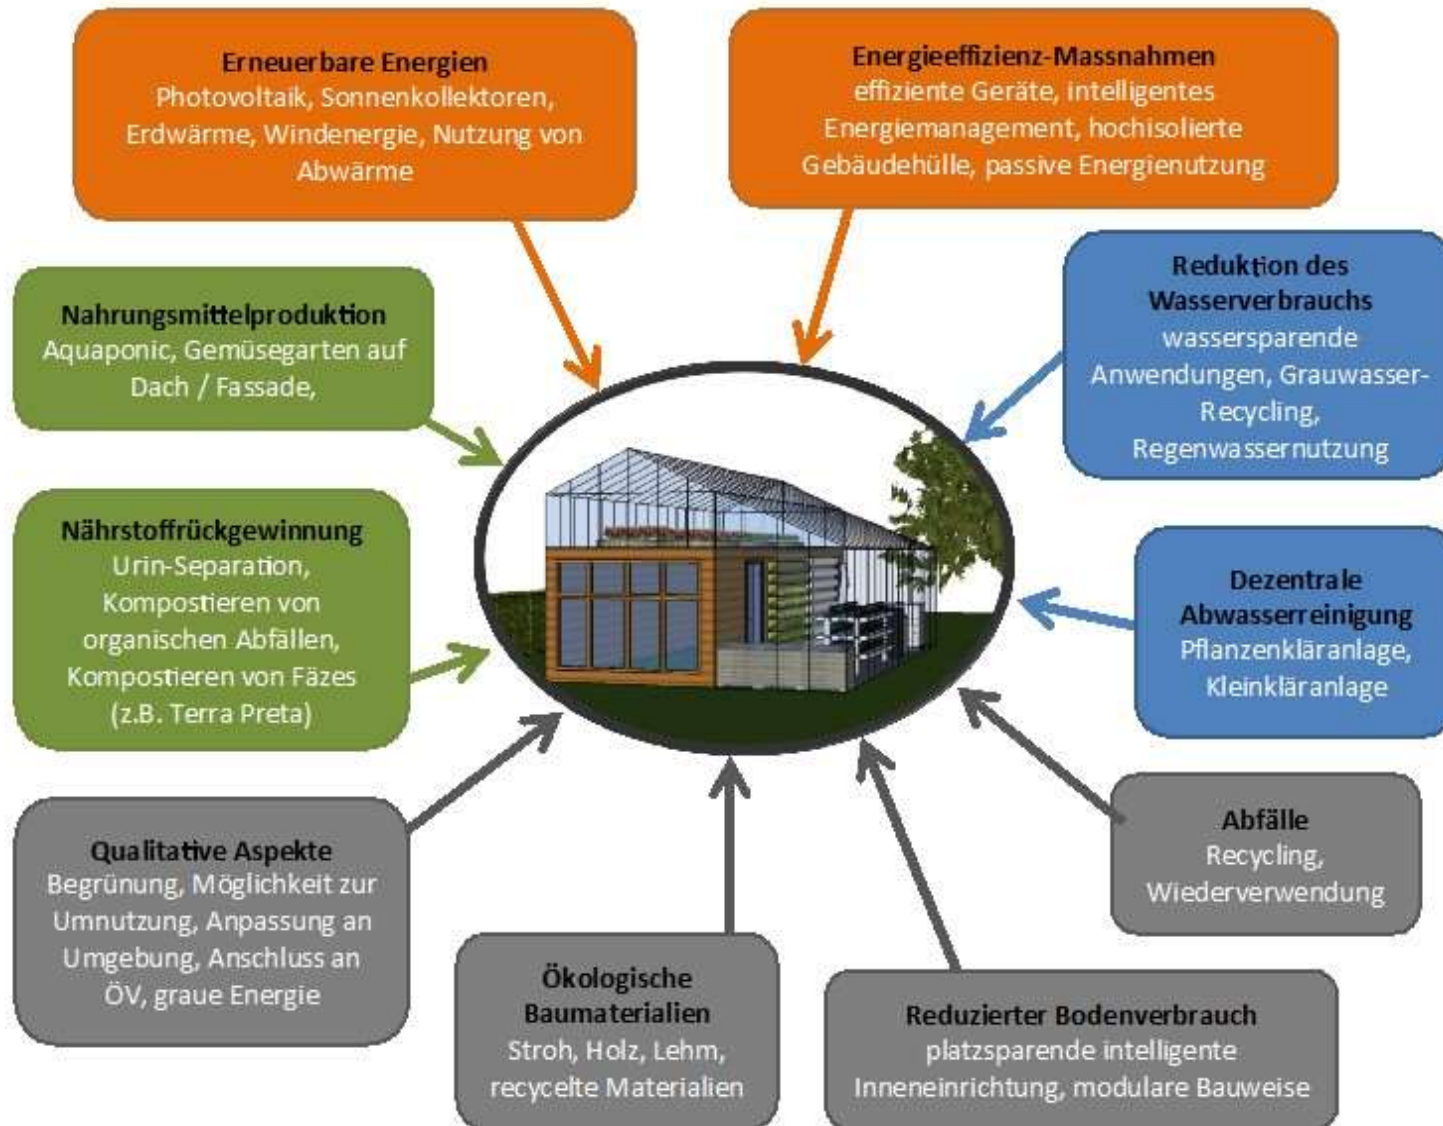 Erneuerbare Energien
Photovoltaik, Sonnenkollektoren,
Erdwärme, Windenergie, Nutzung von
Abwärme
Energieeffizienz-Massnahmen
effiziente Geräte, intelligentes
Energiemanagement, hochisolierte
Gebäudehülle, passive Energienutzung
Nahrungsmittelproduktion
Aquaponic, Gemüsegarten auf
Dach / Fassade,
Reduktion des
Wasserverbrauchs
wassersparende
Anwendungen, Grauwasser-
Recycling,
Regenwassernutzung
Nährstoffrückgewinnung
Urin-Separation,
Kompostieren von
organischen Abfällen,
Kompostieren von Fäzes
(z.B. Terra Preta)
Dezentrale
Abwasserreinigung
Pflanzenkläranlage,
Kleinkläranlage
Qualitative Aspekte
Begrünung, Möglichkeit zur
Umnutzung, Anpassung an
Umgebung, Anschluss an
ÖV, graue Energie
Abfälle
Recycling,
Wiederverwendung
Ökologische
Baumaterialien
Stroh, Holz, Lehm,
recycelte Materialien
Reduzierter Bodenverbrauch
platzsparende intelligente
Inneneinrichtung, modulare Bauweise